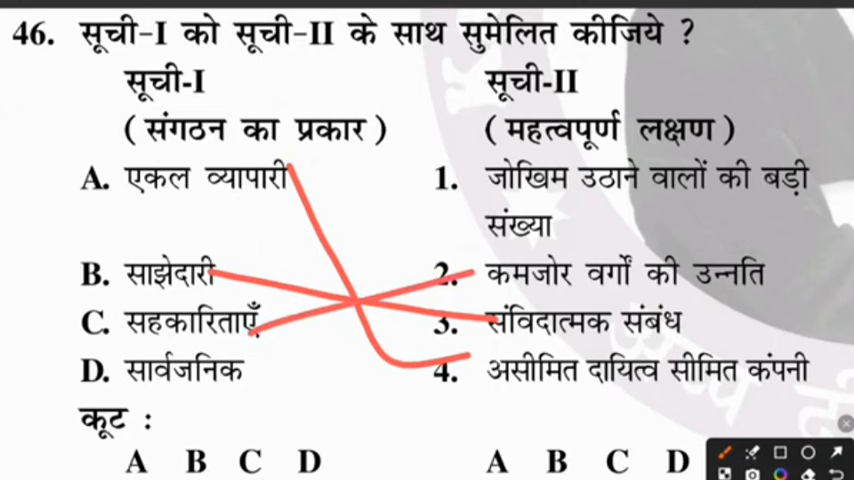 46. सूची-I को सूची-II के साथ सुमेलित कीजिये ?
सूची-I सूची-II
( संगठन का प्रकार ) ( महत्वपूर्ण लक्षण )
A. एकल व्यापारी 1. जोखिम उठाने वालों की बड़ी
संख्या
B. साझेदारी 2. कमजोर वर्गों की उन्नति
C. सहकारिताएँ 3. संविदात्मक संबंध
D. सार्वजनिक 4. असीमित दायित्व सीमित कंपनी
कूट :
A B C D A B C D